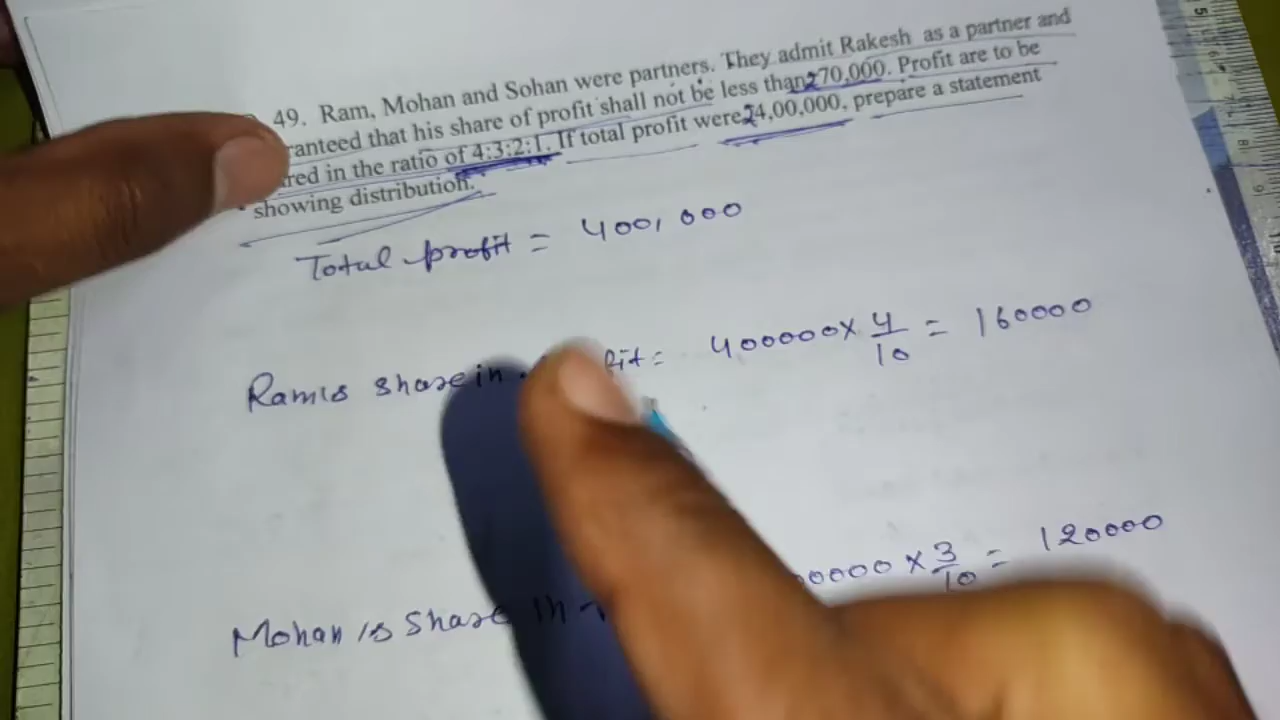 49. Ram, Mohan and Sohan were partners. They admit Rakesh as a partner and
ranteed that his share of profit shall not be less than ₹70,000. Profit are to be
red in the ratio of 4:3:2:1. If total profit were ₹4,00,000, prepare a statement
showing distribution.
Total profit = 400,000
Ram's share in fit = 400000 × 4/10 = 160000
Mohan's Share in 00000 × 3/10 = 120000